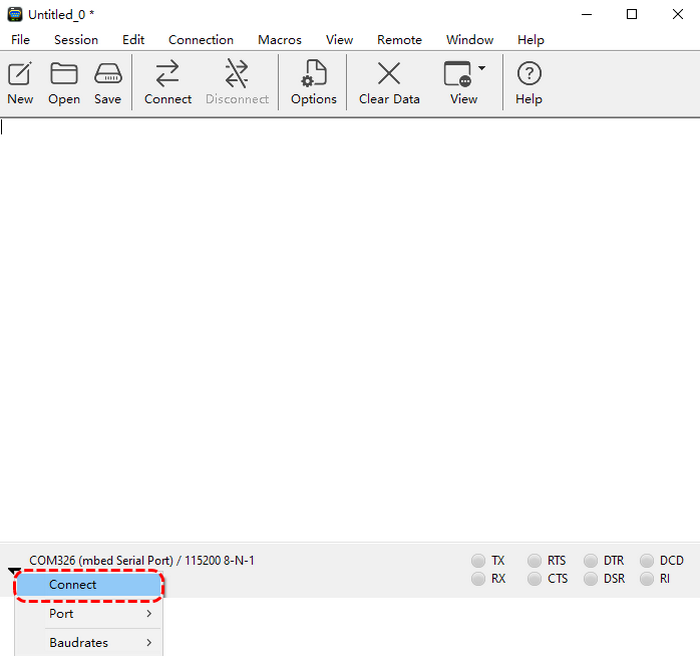 Untitled_0 *
File Session Edit Connection Macros View Remote Window Help
New Open Save Connect Disconnect Options Clear Data View Help
COM326 (mbed Serial Port) / 115200 8-N-1
TX RTS DTR DCD
RX CTS DSR RI
Connect
Port
Baudrates